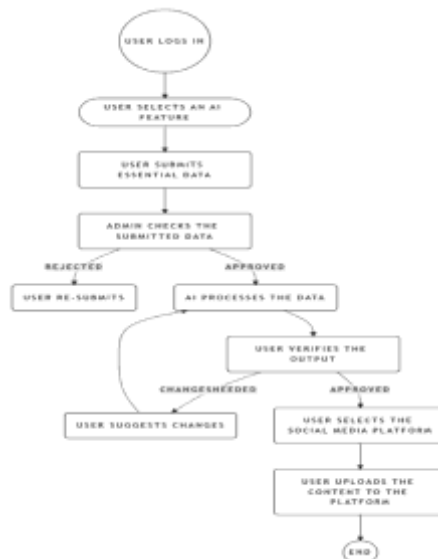 USER LOGS IN
USER SELECTS AN AI
FEATURE
USER SUBMITS
ESSENTIAL DATA
ADMIN CHECKS THE
SUBMITTED DATA
REJECTED
APPROVED
USER RE-SUBMITS
AI PROCESSES THE DATA
USER VERIFIES THE
OUTPUT
CHANGESNEEDED
APPROVED
USER SUGGESTS CHANGES
USER SELECTS THE
SOCIAL MEDIA PLATFORM
USER UPLOADS THE
CONTENT TO THE
PLATFORM
END